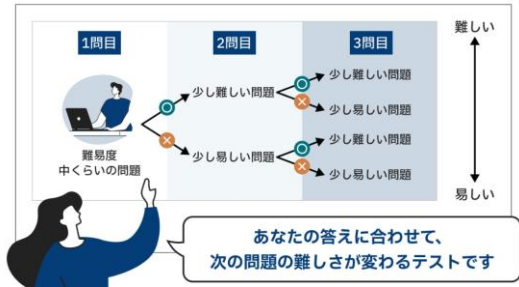 1問目
2問目
3問目
難しい
少し難しい問題
少し難しい問題
少し易しい問題
難易度
中くらいの問題
少し難しい問題
少し易しい問題
少し易しい問題
易しい
あなたの答えに合わせて、
次の問題の難しさが変わるテストです